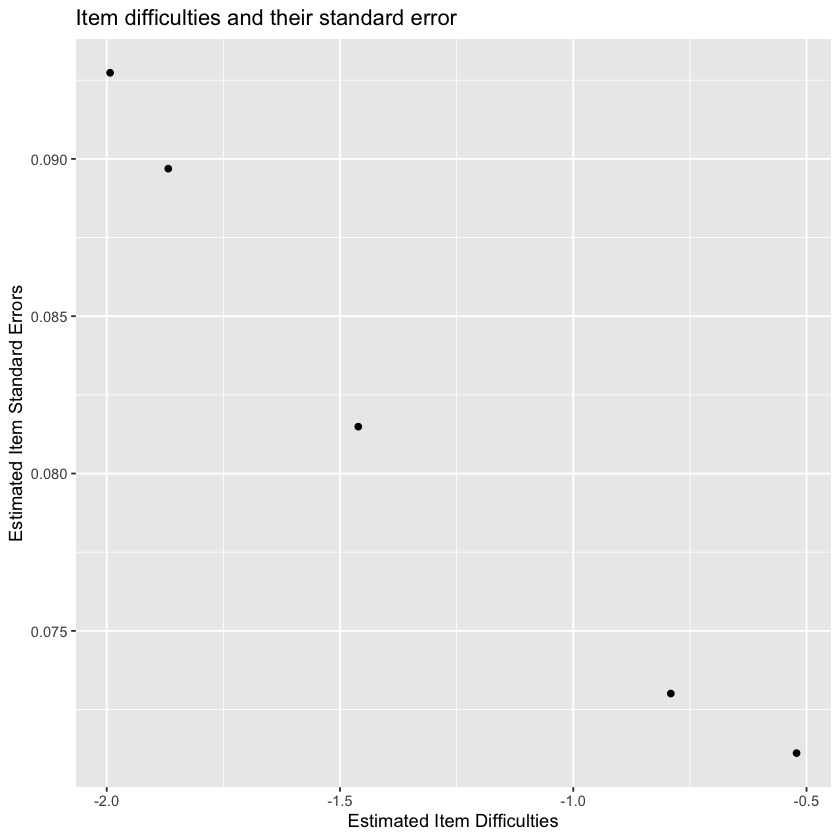 Item difficulties and their standard error
Estimated Item Standard Errors
0.090
0.085
0.080
0.075
-2.0 -1.5 -1.0 -0.5
Estimated Item Difficulties